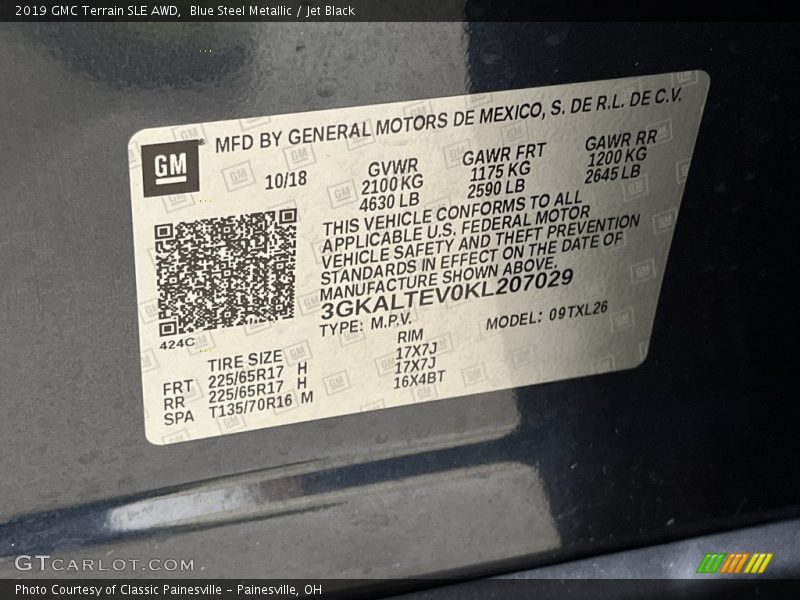 2019 GMC Terrain SLE AWD, Blue Steel Metallic / Jet Black
GM
MFD BY GENERAL MOTORS DE MEXICO, S. DE R.L. DE C.V.
10/18
GVWR
2100 KG
4630 LB
GAWR FRT
1175 KG
2590 LB
GAWR RR
1200 KG
2645 LB
THIS VEHICLE CONFORMS TO ALL
APPLICABLE U.S. FEDERAL MOTOR
VEHICLE SAFETY AND THEFT PREVENTION
STANDARDS IN EFFECT ON THE DATE OF
MANUFACTURE SHOWN ABOVE.
3GKALTEV0KL207029
TYPE: M.P.V. MODEL: 09TXL26
424C
TIRE SIZE RIM
FRT 225/65R17 H 17X7J
RR 225/65R17 H 17X7J
SPA T135/70R16 M 16X4BT
GTCARLOT.COM
Photo Courtesy of Classic Painesville - Painesville, OH